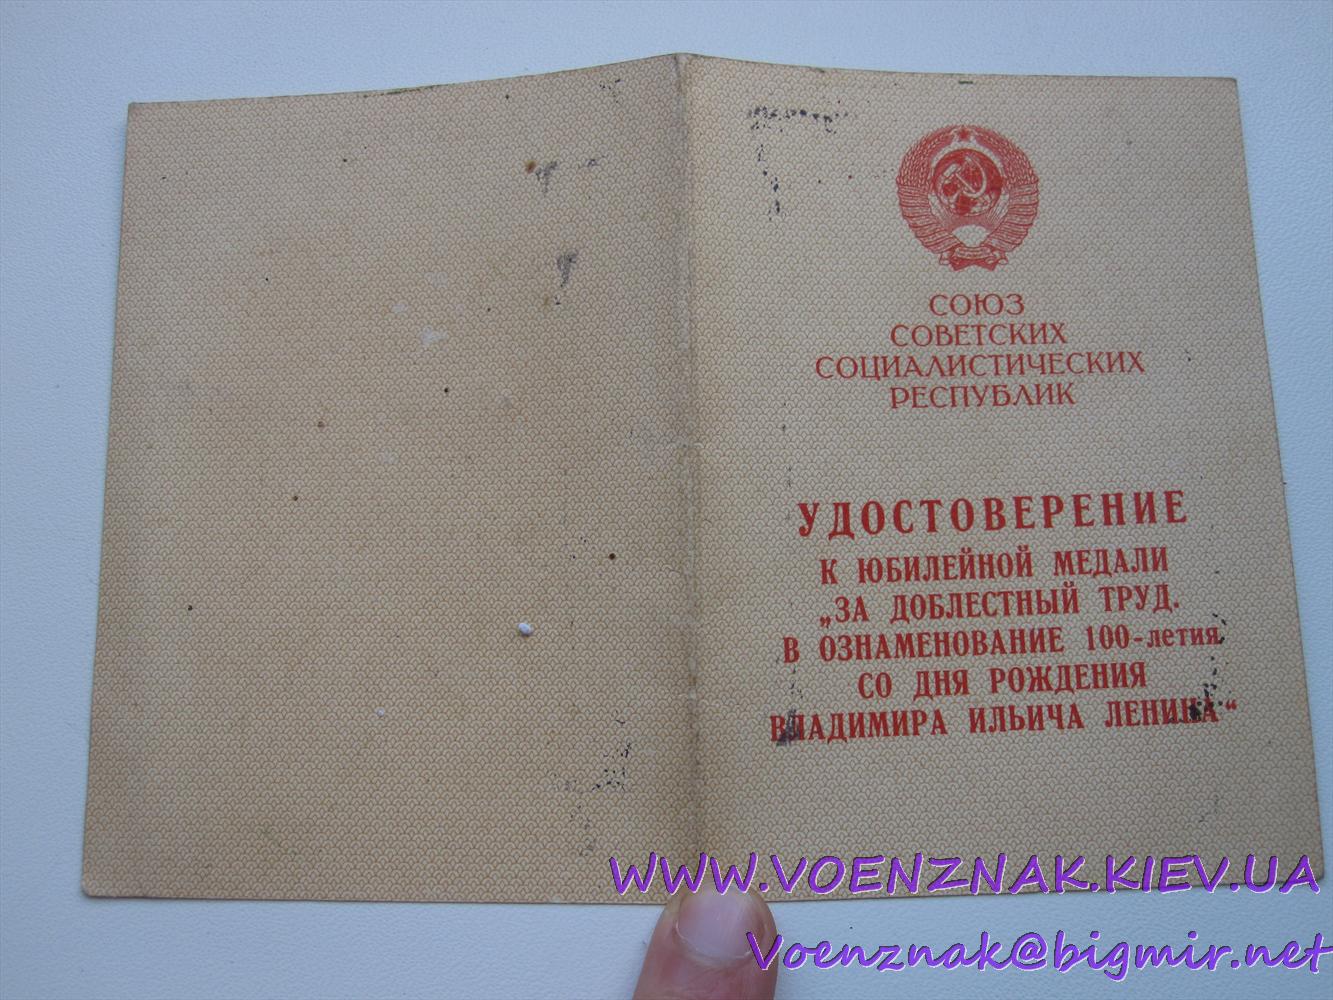 СОЮЗ
СОВЕТСКИХ
СОЦИАЛИСТИЧЕСКИХ
РЕСПУБЛИК
УДОСТОВЕРЕНИЕ
К ЮБИЛЕЙНОЙ МЕДАЛИ
„ЗА ДОБЛЕСТНЫЙ ТРУД.
В ОЗНАМЕНОВАНИЕ 100-летия
СО ДНЯ РОЖДЕНИЯ
ВЛАДИМИРА ИЛЬИЧА ЛЕНИНА“
WWW.VOENZNAK.KIEV.UA
Voenznak@bigmir.net